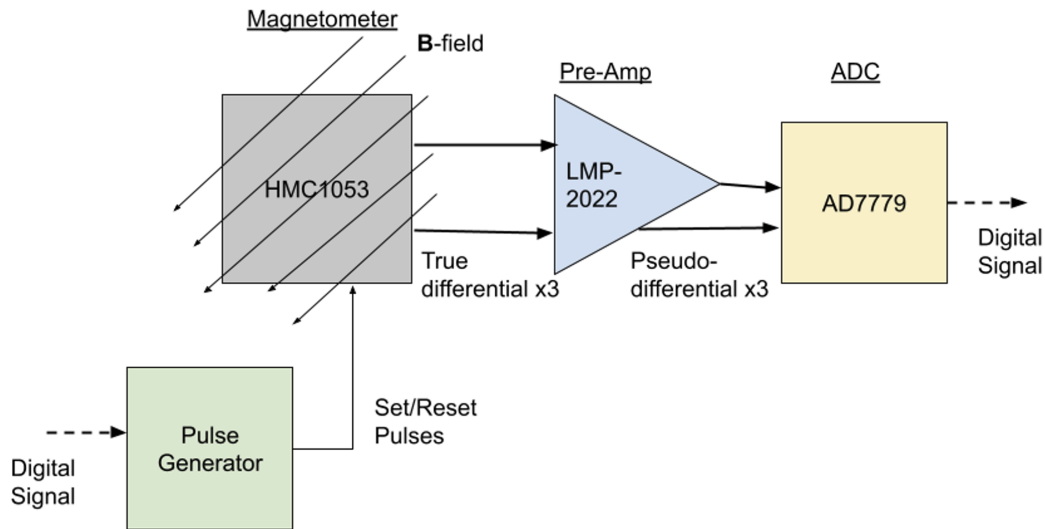 Magnetometer
B-field
Pre-Amp
ADC
HMC1053
LMP-
2022
AD7779
True
differential x3
Pseudo-
differential x3
Digital
Signal
Set/Reset
Pulses
Pulse
Generator
Digital
Signal